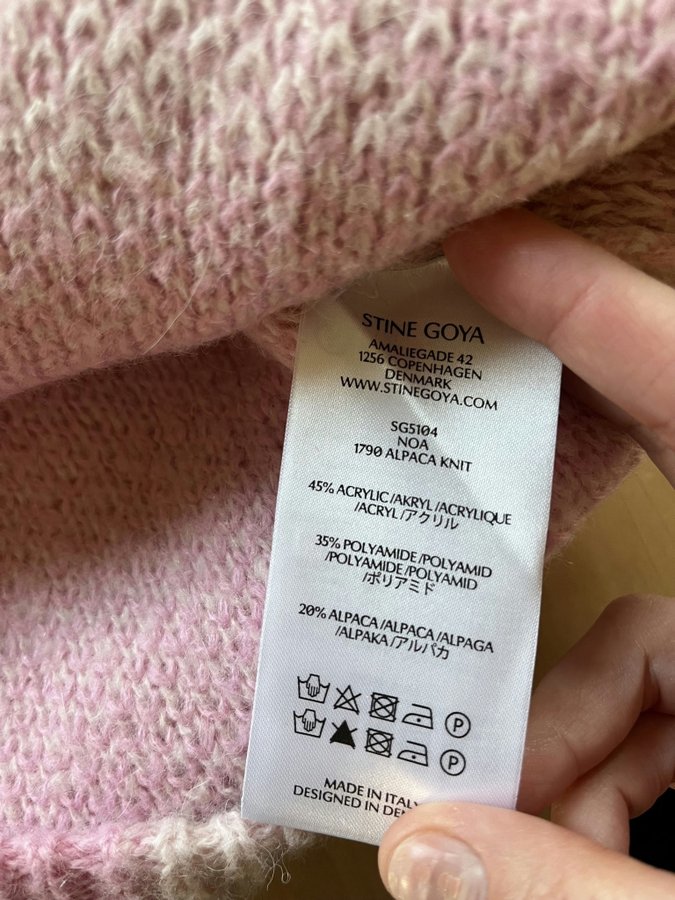 STINE GOYA
AMALIEGADE 42
1256 COPENHAGEN
DENMARK
WWW.STINEGOYA.COM
SG5104
NOA
1790 ALPACA KNIT
45% ACRYLIC/AKRYL/ACRYLIQUE
/ACRYL/アクリル
35% POLYAMIDE/POLYAMID
/POLYAMIDE/POLYAMID
/ポリアミド
20% ALPACA/ALPACA/ALPAGA
/ALPAKA/アルパカ
P
P
MADE IN ITALY
DESIGNED IN